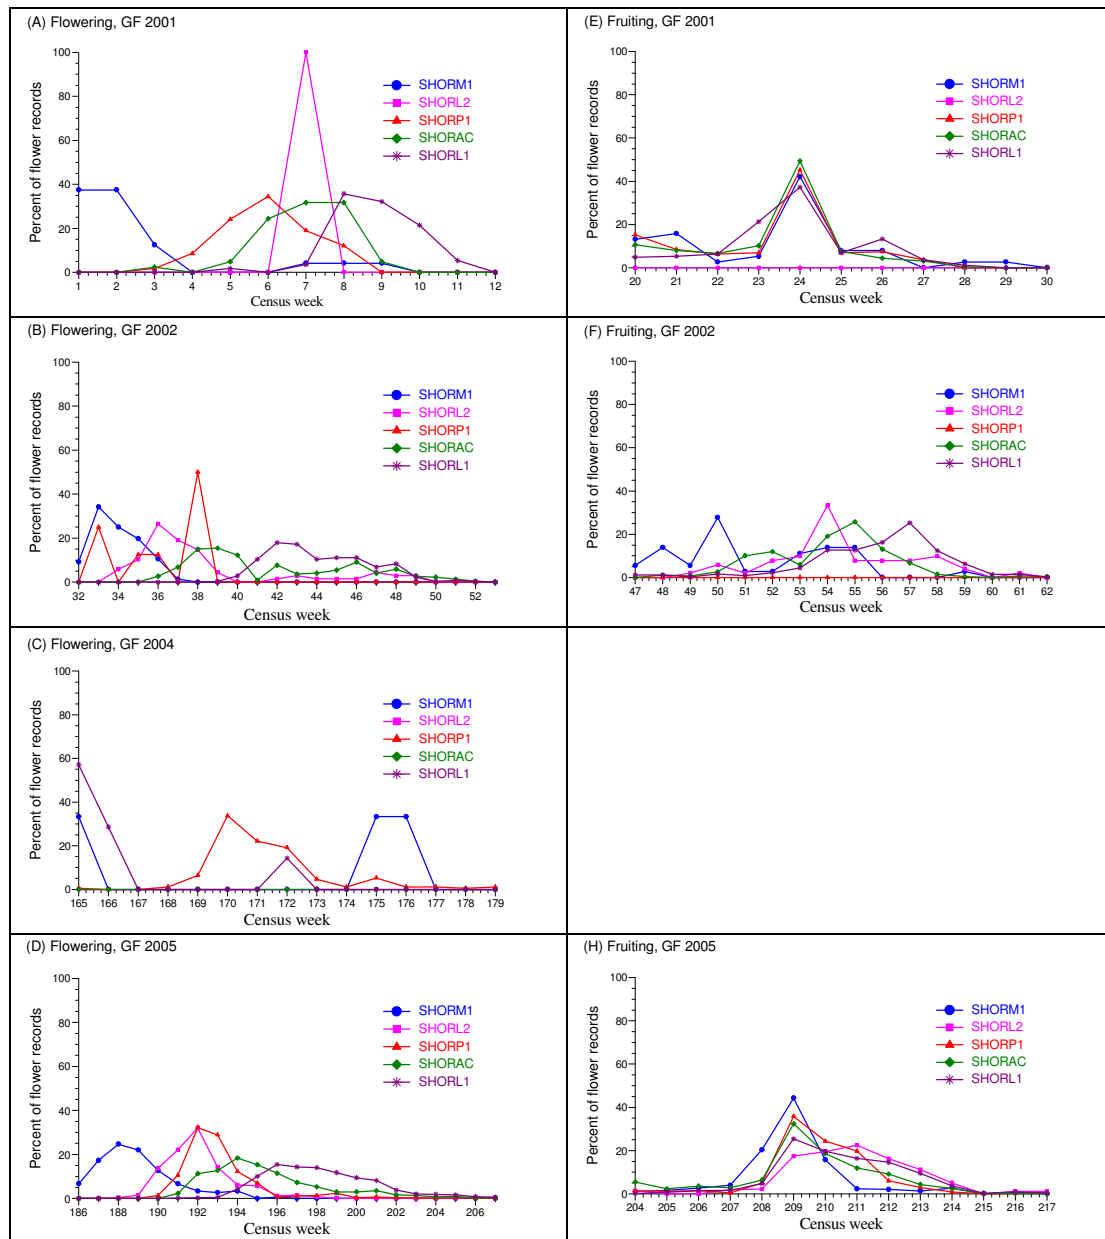 (A) Flowering, GF 2001
Percent of flower records
100
80
60
40
20
0
1 2 3 4 5 6 7 8 9 10 11 12
Census week
SHORM1
SHORL2
SHORP1
SHORAC
SHORL1
(E) Fruiting, GF 2001
Percent of flower records
100
80
60
40
20
0
20 21 22 23 24 25 26 27 28 29 30
Census week
SHORM1
SHORL2
SHORP1
SHORAC
SHORL1
(B) Flowering, GF 2002
Percent of flower records
100
80
60
40
20
0
32 34 36 38 40 42 44 46 48 50 52
Census week
SHORM1
SHORL2
SHORP1
SHORAC
SHORL1
(F) Fruiting, GF 2002
Percent of flower records
100
80
60
40
20
0
47 48 49 50 51 52 53 54 55 56 57 58 59 60 61 62
Census week
SHORM1
SHORL2
SHORP1
SHORAC
SHORL1
(C) Flowering, GF 2004
Percent of flower records
100
80
60
40
20
0
165 166 167 168 169 170 171 172 173 174 175 176 177 178 179
Census week
SHORM1
SHORL2
SHORP1
SHORAC
SHORL1
(D) Flowering, GF 2005
Percent of flower records
100
80
60
40
20
0
186 188 190 192 194 196 198 200 202 204 206
Census week
SHORM1
SHORL2
SHORP1
SHORAC
SHORL1
(H) Fruiting, GF 2005
Percent of flower records
100
80
60
40
20
0
204 205 206 207 208 209 210 211 212 213 214 215 216 217
Census week
SHORM1
SHORL2
SHORP1
SHORAC
SHORL1